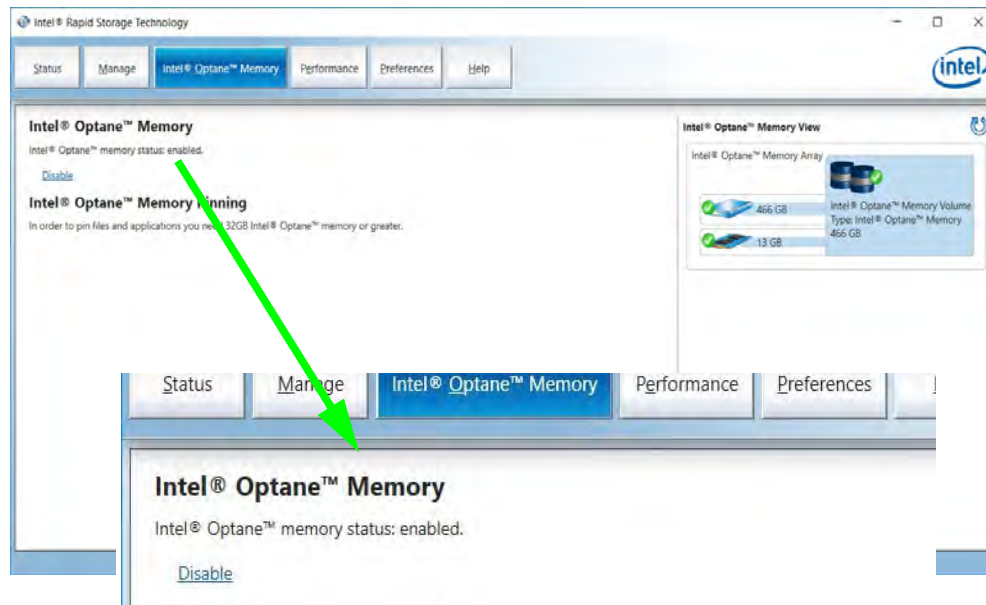 Intel® Rapid Storage Technology
Status Manage Intel® Optane™ Memory Performance Preferences Help
intel
Intel® Optane™ Memory
Intel® Optane™ memory status: enabled.
Disable
Intel® Optane™ Memory Pinning
In order to pin files and applications you need 32GB Intel® Optane™ memory or greater.
Intel® Optane™ Memory View
Intel® Optane™ Memory Array
466 GB
13 GB
Intel® Optane™ Memory Volume
Type: Intel® Optane™ Memory
466 GB
Status Manage Intel® Optane™ Memory Performance Preferences
Intel® Optane™ Memory
Intel® Optane™ memory status: enabled.
Disable